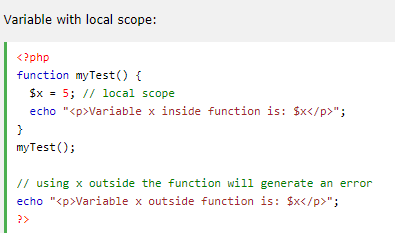 Variable with local scope:
<?php
function myTest() {
  $x = 5; // local scope
  echo "<p>Variable x inside function is: $x</p>";
}
myTest();

// using x outside the function will generate an error
echo "<p>Variable x outside function is: $x</p>";
?>